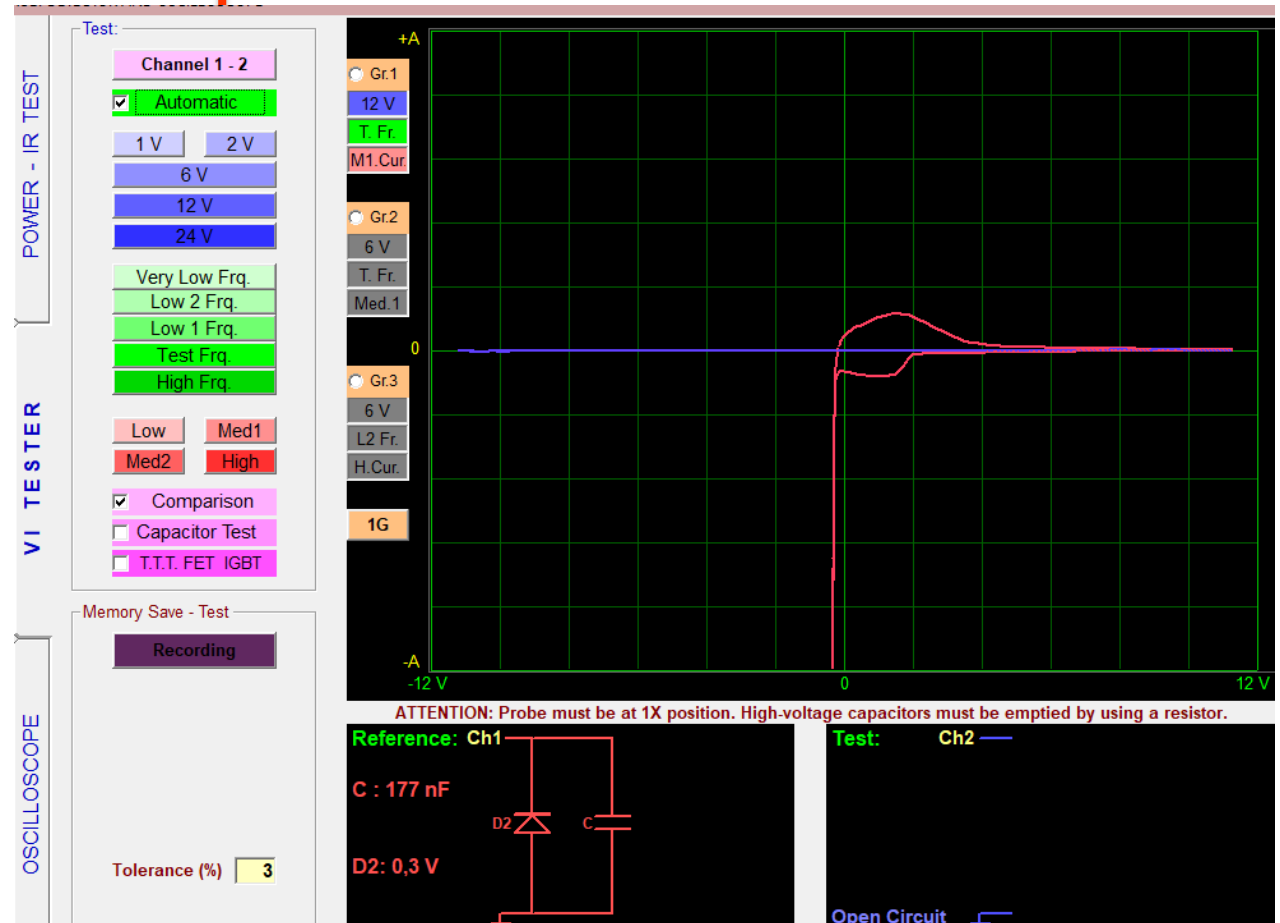 POWER - IR TEST
VI TESTER
OSCILLOSCOPE
Test:
Channel 1 - 2
Automatic
1 V
2 V
6 V
12 V
24 V
Very Low Frq.
Low 2 Frq.
Low 1 Frq.
Test Frq.
High Frq.
Low
Med1
Med2
High
Comparison
Capacitor Test
T.T.T. FET IGBT
Memory Save - Test
Recording
Tolerance (%)
3
+A
Gr.1
12 V
T. Fr.
M1.Cur.
Gr.2
6 V
T. Fr.
Med.1
0
Gr.3
6 V
L2 Fr.
H.Cur.
1G
-A
-12 V
0
12 V
ATTENTION: Probe must be at 1X position. High-voltage capacitors must be emptied by using a resistor.
Reference: Ch1
C : 177 nF
D2
C
D2: 0,3 V
Test: Ch2
Open Circuit